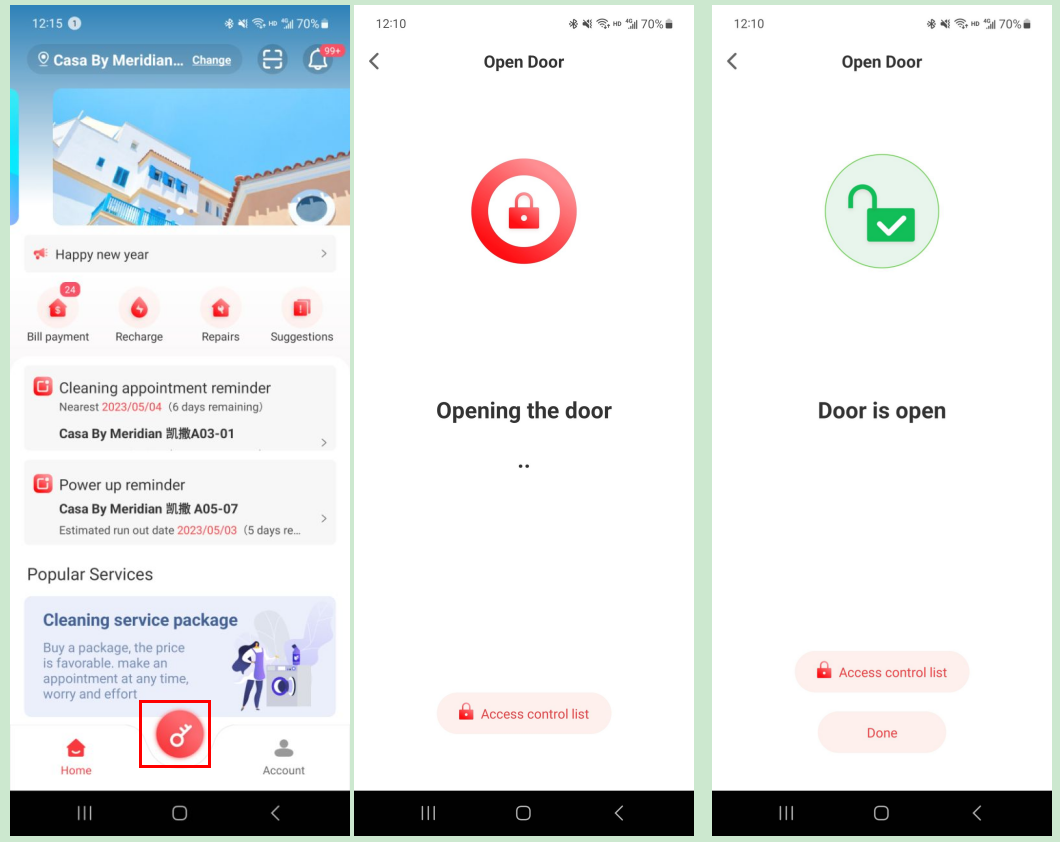 12:15 1 HD 4G 70%
Casa By Meridian... Change 99+
Happy new year
24
Bill payment Recharge Repairs Suggestions
Cleaning appointment reminder
Nearest 2023/05/04 (6 days remaining)
Casa By Meridian 凯撒A03-01
Power up reminder
Casa By Meridian 凯撒 A05-07
Estimated run out date 2023/05/03 (5 days re...
Popular Services
Cleaning service package
Buy a package, the price
is favorable. make an
appointment at any time,
worry and effort
Home Account
12:10 HD 4G 70%
Open Door
Opening the door
..
Access control list
12:10 HD 4G 70%
Open Door
Door is open
Access control list
Done